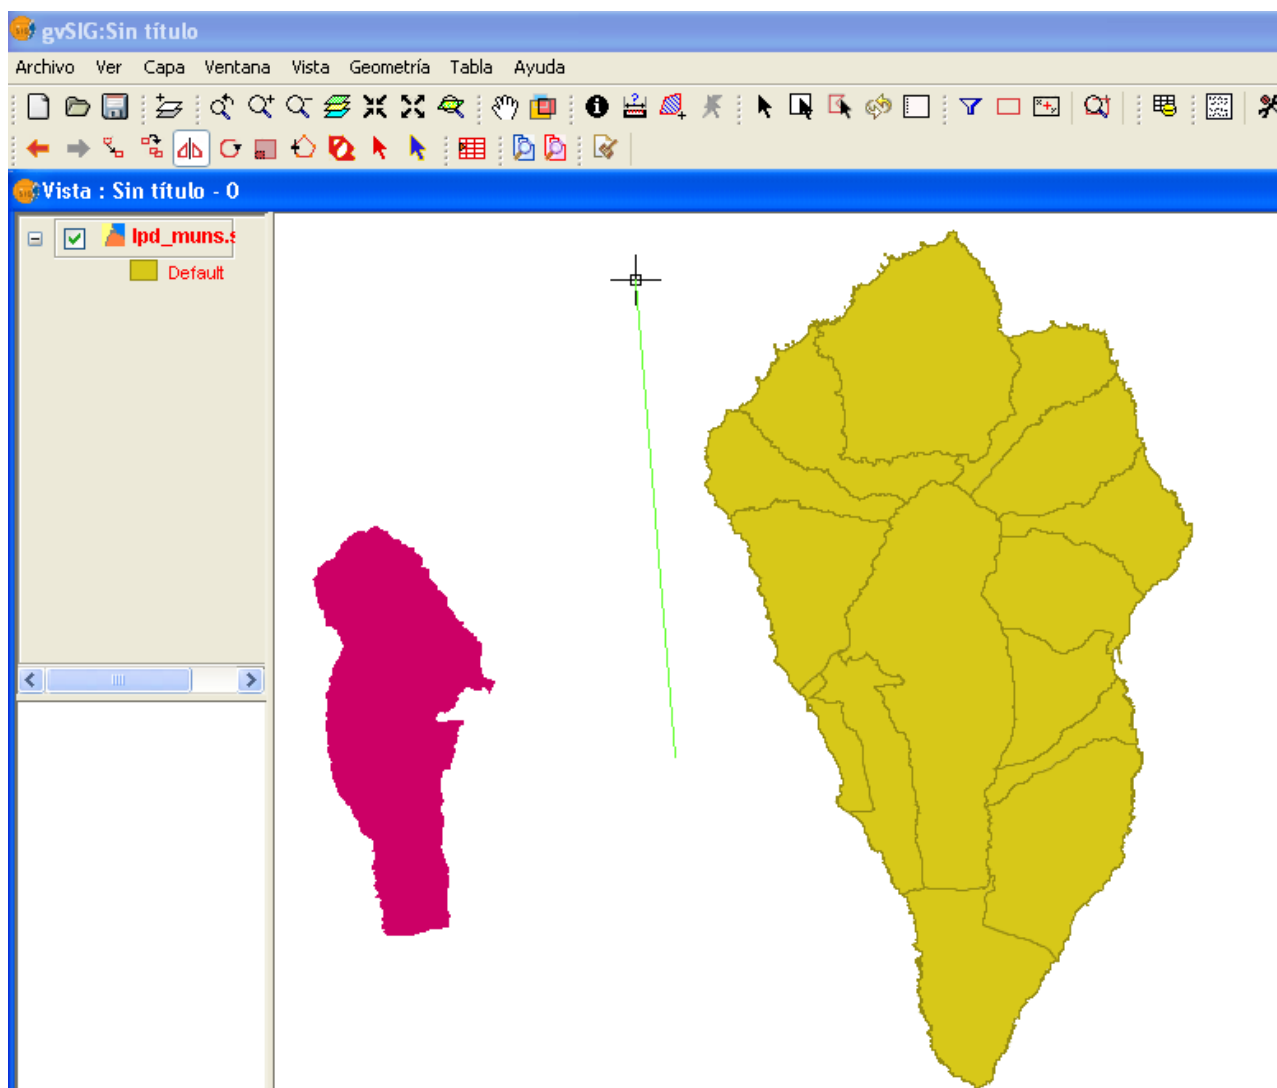 gvSIG:Sin título
Archivo Ver Capa Ventana Vista Geometría Tabla Ayuda
Vista : Sin título - 0
lpd_muns.s
Default